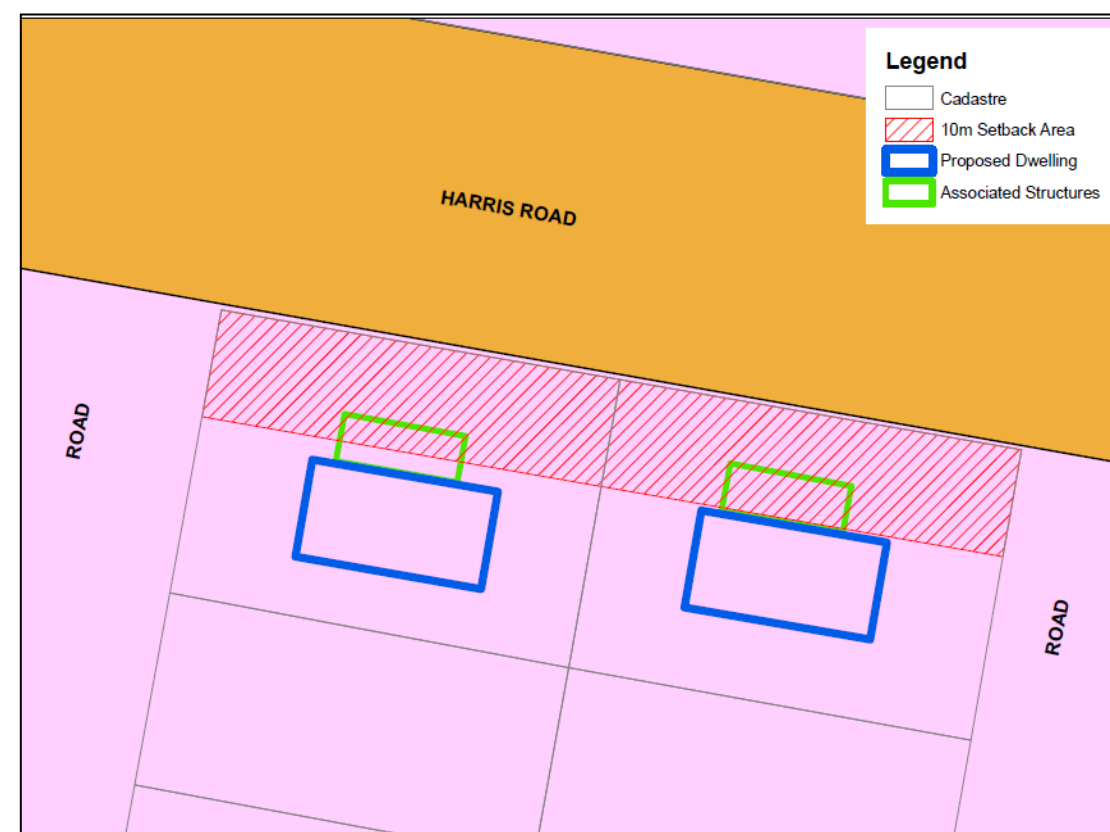 Legend
Cadastre
10m Setback Area
Proposed Dwelling
Associated Structures
HARRIS ROAD
ROAD
ROAD